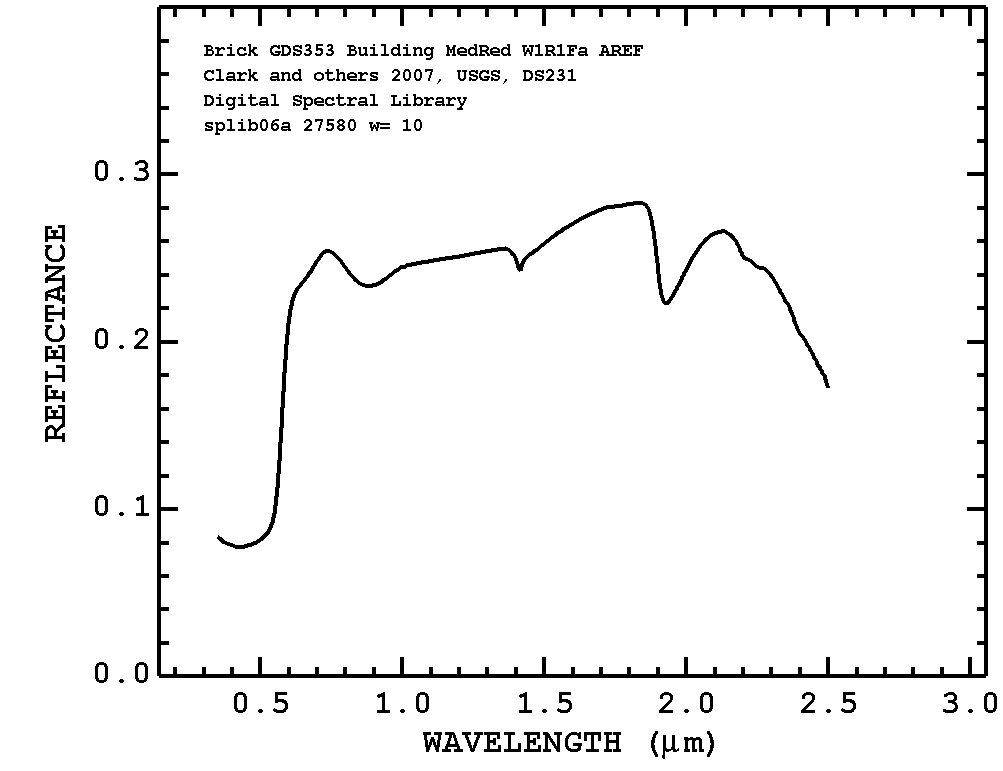 Brick GDS353 Building MedRed W1R1Fa AREF
Clark and others 2007, USGS, DS231
Digital Spectral Library
splib06a 27580 w= 10
0.3
0.2
0.1
0.0
REFLECTANCE
0.5 1.0 1.5 2.0 2.5 3.0
WAVELENGTH (μm)